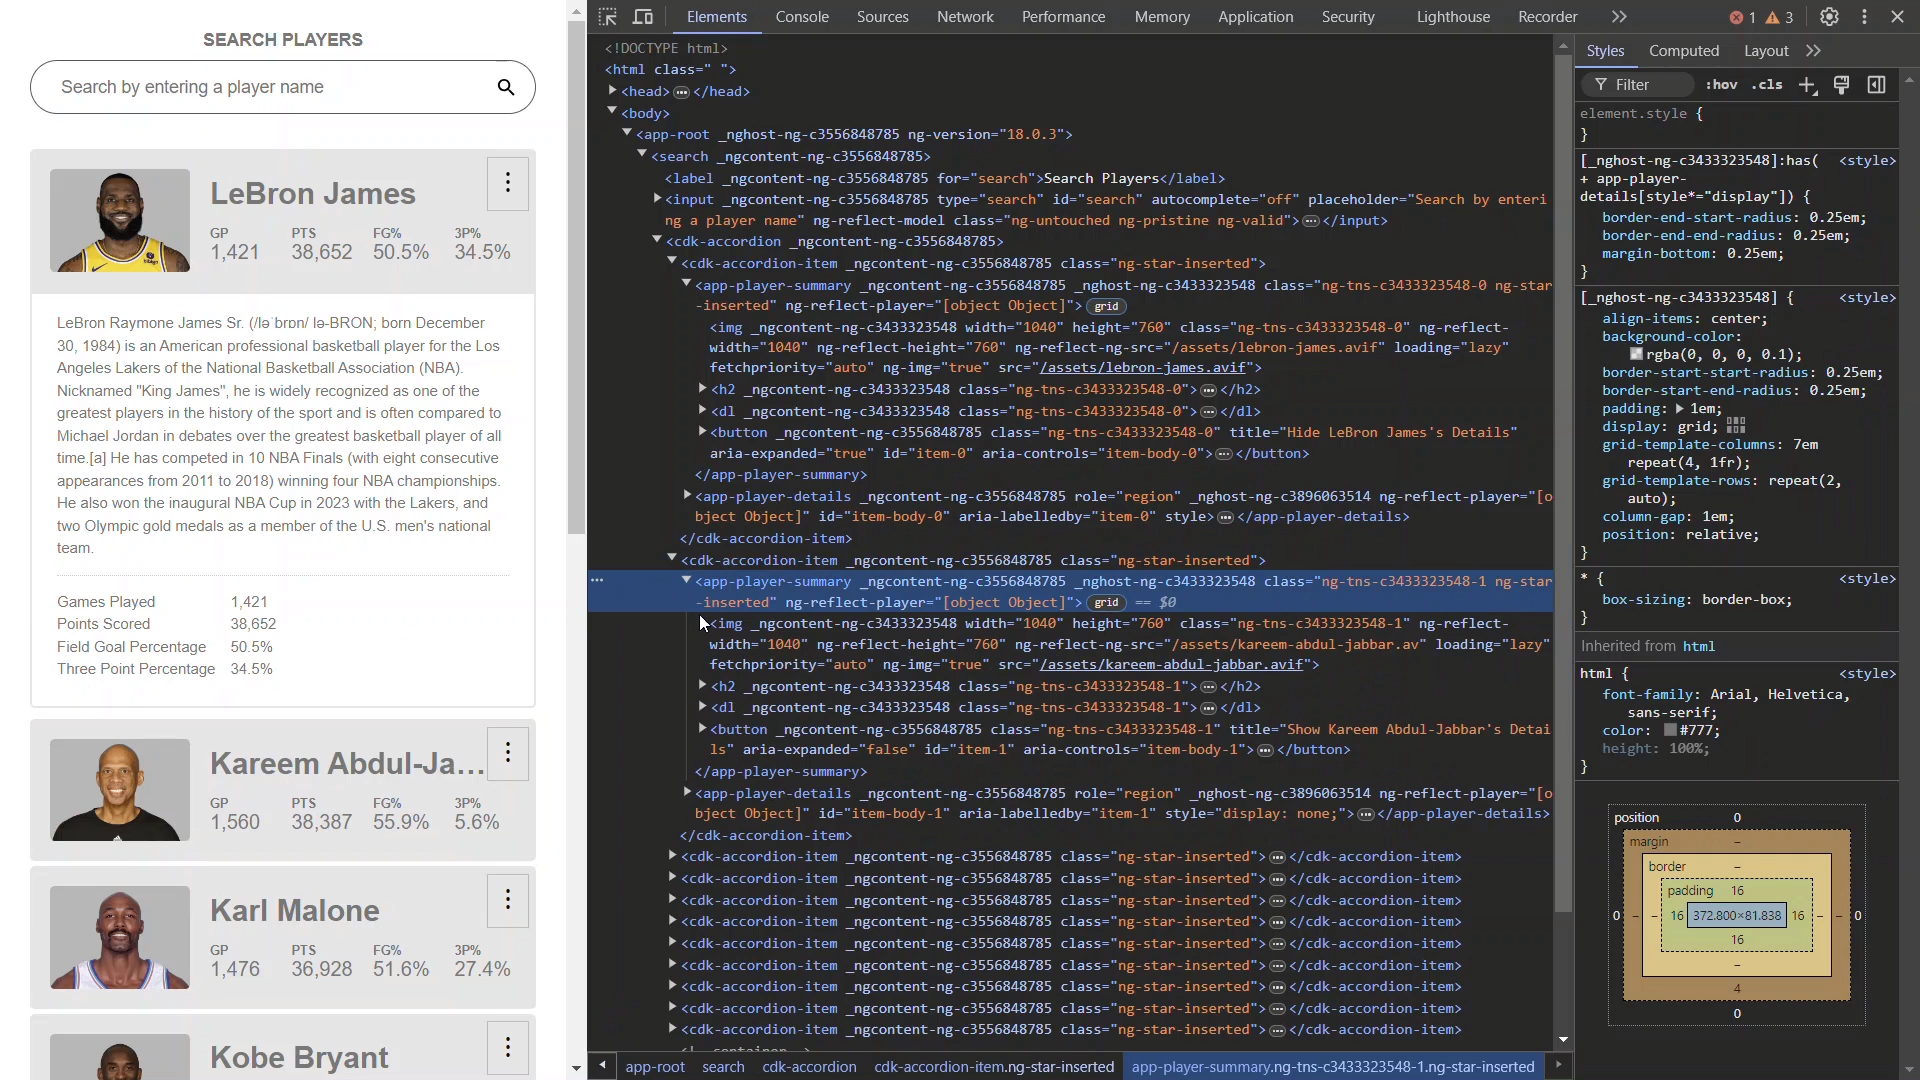 SEARCH PLAYERS
Search by entering a player name
LeBron James
GP PTS FG% 3P%
1,421 38,652 50.5% 34.5%
LeBron Raymone James Sr. (/ləˈbrɒn/ lə-BRON; born December
30, 1984) is an American professional basketball player for the Los
Angeles Lakers of the National Basketball Association (NBA).
Nicknamed "King James", he is widely recognized as one of the
greatest players in the history of the sport and is often compared to
Michael Jordan in debates over the greatest basketball player of all
time.[a] He has competed in 10 NBA Finals (with eight consecutive
appearances from 2011 to 2018) winning four NBA championships.
He also won the inaugural NBA Cup in 2023 with the Lakers, and
two Olympic gold medals as a member of the U.S. men's national
team.
Games Played 1,421
Points Scored 38,652
Field Goal Percentage 50.5%
Three Point Percentage 34.5%
Kareem Abdul-Ja...
GP PTS FG% 3P%
1,560 38,387 55.9% 5.6%
Karl Malone
GP PTS FG% 3P%
1,476 36,928 51.6% 27.4%
Kobe Bryant
Elements Console Sources Network Performance Memory Application Security Lighthouse Recorder 1 3
<!DOCTYPE html>
<html class=" ">
<head> … </head>
<body>
<app-root _nghost-ng-c3556848785 ng-version="18.0.3">
<search _ngcontent-ng-c3556848785>
<label _ngcontent-ng-c3556848785 for="search">Search Players</label>
<input _ngcontent-ng-c3556848785 type="search" id="search" autocomplete="off" placeholder="Search by enteri
ng a player name" ng-reflect-model class="ng-untouched ng-pristine ng-valid"> … </input>
<cdk-accordion _ngcontent-ng-c3556848785>
<cdk-accordion-item _ngcontent-ng-c3556848785 class="ng-star-inserted">
<app-player-summary _ngcontent-ng-c3556848785 _nghost-ng-c3433323548 class="ng-tns-c3433323548-0 ng-star
-inserted" ng-reflect-player="[object Object]"> grid
<img _ngcontent-ng-c3433323548 width="1040" height="760" class="ng-tns-c3433323548-0" ng-reflect-
width="1040" ng-reflect-height="760" ng-reflect-ng-src="/assets/lebron-james.avif" loading="lazy"
fetchpriority="auto" ng-img="true" src="/assets/lebron-james.avif">
<h2 _ngcontent-ng-c3433323548 class="ng-tns-c3433323548-0"> … </h2>
<dl _ngcontent-ng-c3433323548 class="ng-tns-c3433323548-0"> … </dl>
<button _ngcontent-ng-c3433323548 class="ng-tns-c3433323548-0" title="Hide LeBron James's Details"
aria-expanded="true" id="item-0" aria-controls="item-body-0"> … </button>
</app-player-summary>
<app-player-details _ngcontent-ng-c3556848785 role="region" _nghost-ng-c3896063514 ng-reflect-player="[o
bject Object]" id="item-body-0" aria-labelledby="item-0" style> … </app-player-details>
</cdk-accordion-item>
<cdk-accordion-item _ngcontent-ng-c3556848785 class="ng-star-inserted">
<app-player-summary _ngcontent-ng-c3556848785 _nghost-ng-c3433323548 class="ng-tns-c3433323548-1 ng-star
-inserted" ng-reflect-player="[object Object]"> grid == $0
<img _ngcontent-ng-c3433323548 width="1040" height="760" class="ng-tns-c3433323548-1" ng-reflect-
width="1040" ng-reflect-height="760" ng-reflect-ng-src="/assets/kareem-abdul-jabbar.av" loading="lazy"
fetchpriority="auto" ng-img="true" src="/assets/kareem-abdul-jabbar.avif">
<h2 _ngcontent-ng-c3433323548 class="ng-tns-c3433323548-1"> … </h2>
<dl _ngcontent-ng-c3433323548 class="ng-tns-c3433323548-1"> … </dl>
<button _ngcontent-ng-c3433323548 class="ng-tns-c3433323548-1" title="Show Kareem Abdul-Jabbar's Detai
ls" aria-expanded="false" id="item-1" aria-controls="item-body-1"> … </button>
</app-player-summary>
<app-player-details _ngcontent-ng-c3556848785 role="region" _nghost-ng-c3896063514 ng-reflect-player="[o
bject Object]" id="item-body-1" aria-labelledby="item-1" style="display: none;"> … </app-player-details>
</cdk-accordion-item>
<cdk-accordion-item _ngcontent-ng-c3556848785 class="ng-star-inserted"> … </cdk-accordion-item>
<cdk-accordion-item _ngcontent-ng-c3556848785 class="ng-star-inserted"> … </cdk-accordion-item>
<cdk-accordion-item _ngcontent-ng-c3556848785 class="ng-star-inserted"> … </cdk-accordion-item>
<cdk-accordion-item _ngcontent-ng-c3556848785 class="ng-star-inserted"> … </cdk-accordion-item>
<cdk-accordion-item _ngcontent-ng-c3556848785 class="ng-star-inserted"> … </cdk-accordion-item>
<cdk-accordion-item _ngcontent-ng-c3556848785 class="ng-star-inserted"> … </cdk-accordion-item>
<cdk-accordion-item _ngcontent-ng-c3556848785 class="ng-star-inserted"> … </cdk-accordion-item>
<cdk-accordion-item _ngcontent-ng-c3556848785 class="ng-star-inserted"> … </cdk-accordion-item>
<cdk-accordion-item _ngcontent-ng-c3556848785 class="ng-star-inserted"> … </cdk-accordion-item>
app-root search cdk-accordion cdk-accordion-item.ng-star-inserted app-player-summary.ng-tns-c3433323548-1.ng-star-inserted
Styles Computed Layout
Filter :hov .cls
element.style {
}
[_nghost-ng-c3433323548]:has( <style>
+ app-player-
details[style*="display"]) {
border-end-start-radius: 0.25em;
border-end-end-radius: 0.25em;
margin-bottom: 0.25em;
}
[_nghost-ng-c3433323548] { <style>
align-items: center;
background-color:
rgba(0, 0, 0, 0.1);
border-start-start-radius: 0.25em;
border-start-end-radius: 0.25em;
padding: 1em;
display: grid;
grid-template-columns: 7em
repeat(4, 1fr);
grid-template-rows: repeat(2,
auto);
column-gap: 1em;
position: relative;
}
* { <style>
box-sizing: border-box;
}
Inherited from html
html { <style>
font-family: Arial, Helvetica,
sans-serif;
color: #777;
height: 100%;
}
position 0
margin –
border –
padding 16
0 – – 16 372.800×81.838 16 – – 0
16
–
4
0